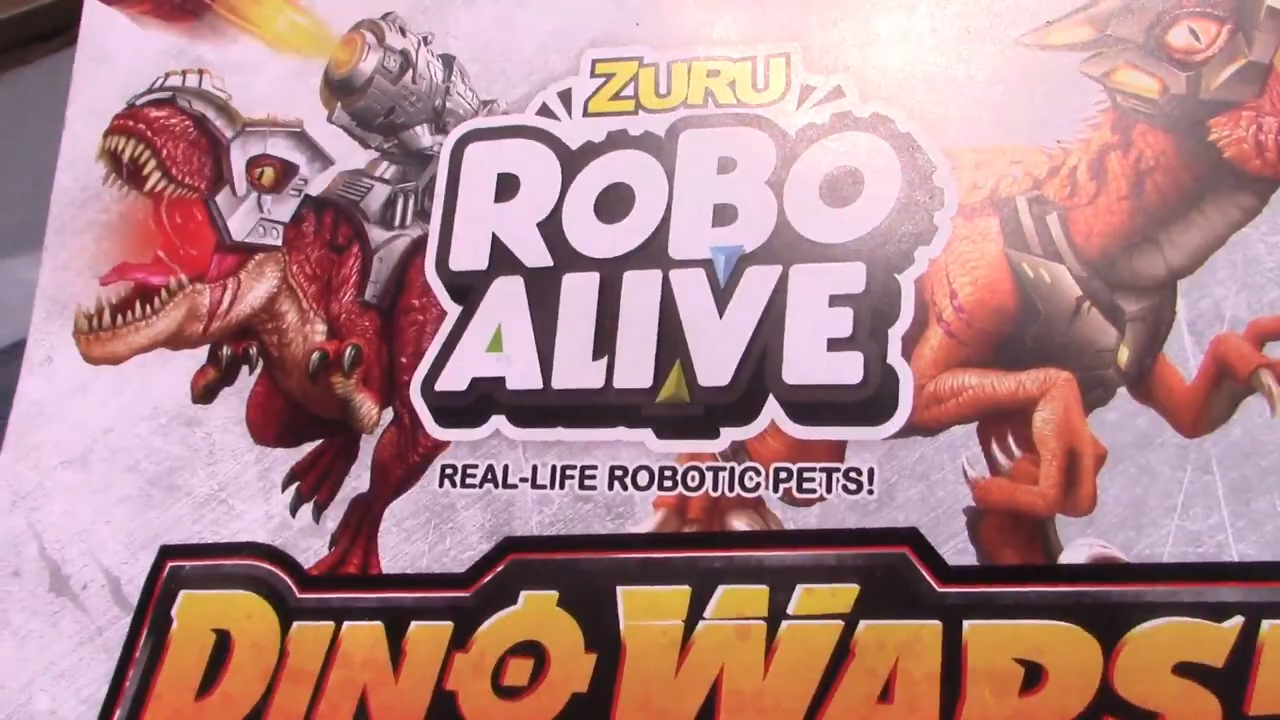 ZURU
ROBO
ALIVE
REAL-LIFE ROBOTIC PETS!
DINO WARS!